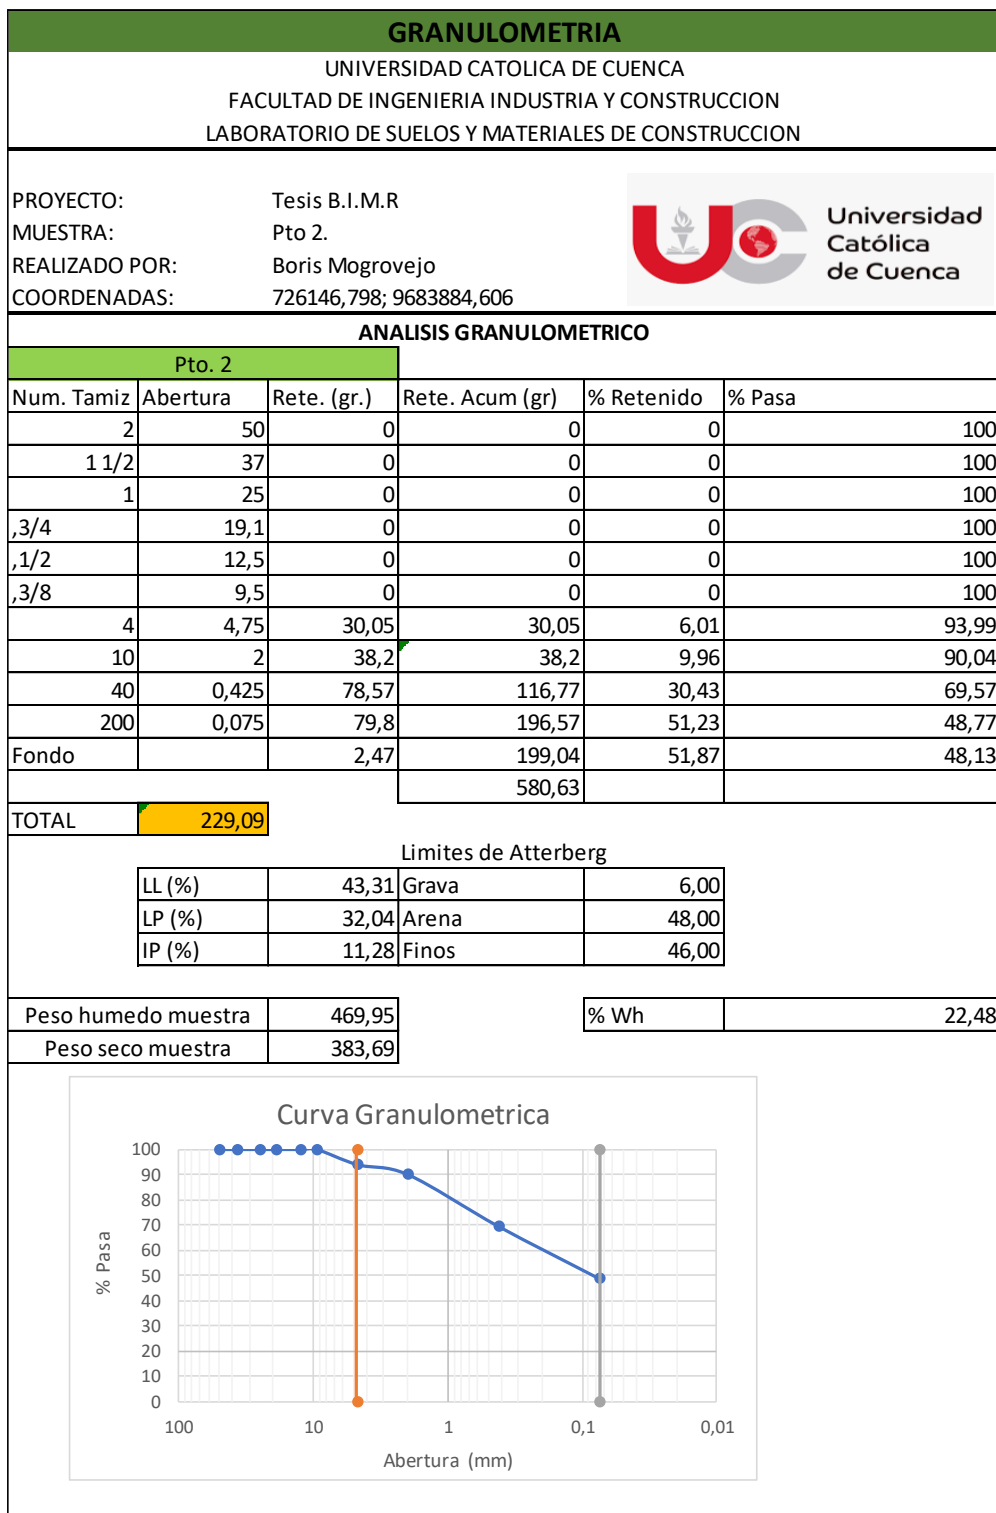 GRANULOMETRIA
UNIVERSIDAD CATOLICA DE CUENCA
FACULTAD DE INGENIERIA INDUSTRIA Y CONSTRUCCION
LABORATORIO DE SUELOS Y MATERIALES DE CONSTRUCCION
PROYECTO: Tesis B.I.M.R
MUESTRA: Pto 2.
REALIZADO POR: Boris Mogrovejo
COORDENADAS: 726146,798; 9683884,606
UC
Universidad
Católica
de Cuenca
ANALISIS GRANULOMETRICO
Pto. 2
Num. Tamiz Abertura Rete. (gr.) Rete. Acum (gr) % Retenido % Pasa
2 50 0 0 0 100
1 1/2 37 0 0 0 100
1 25 0 0 0 100
,3/4 19,1 0 0 0 100
,1/2 12,5 0 0 0 100
,3/8 9,5 0 0 0 100
4 4,75 30,05 30,05 6,01 93,99
10 2 38,2 38,2 9,96 90,04
40 0,425 78,57 116,77 30,43 69,57
200 0,075 79,8 196,57 51,23 48,77
Fondo 2,47 199,04 51,87 48,13
580,63
TOTAL 229,09
Limites de Atterberg
LL (%) 43,31 Grava 6,00
LP (%) 32,04 Arena 48,00
IP (%) 11,28 Finos 46,00
Peso humedo muestra 469,95 % Wh 22,48
Peso seco muestra 383,69
Curva Granulometrica
100
90
80
70
60
50
40
30
20
10
0
% Pasa
100 10 1 0,1 0,01
Abertura (mm)